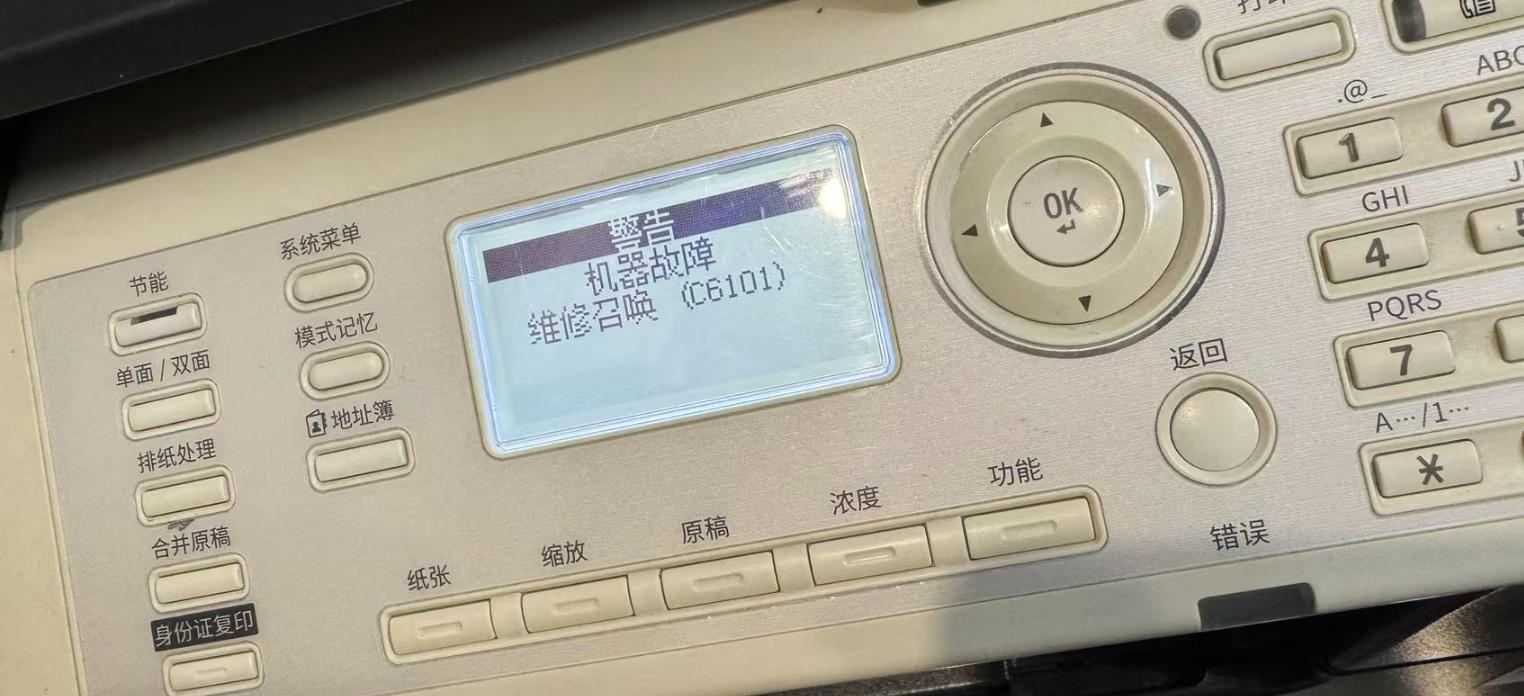 警告
机器故障
维修召唤 (C6101)
节能
系统菜单
单面/双面
模式记忆
排纸处理
地址簿
合并原稿
身份证复印
纸张
缩放
原稿
浓度
功能
OK
返回
错误
.@_
ABC
1
2
GHI
4
PQRS
7
A…/1…
*